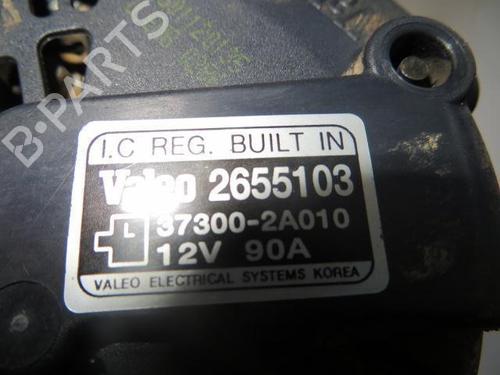 B-PARTS
I.C REG. BUILT IN
Valeo 2655103
L 37300-2A010
12V 90A
VALEO ELECTRICAL SYSTEMS KOREA